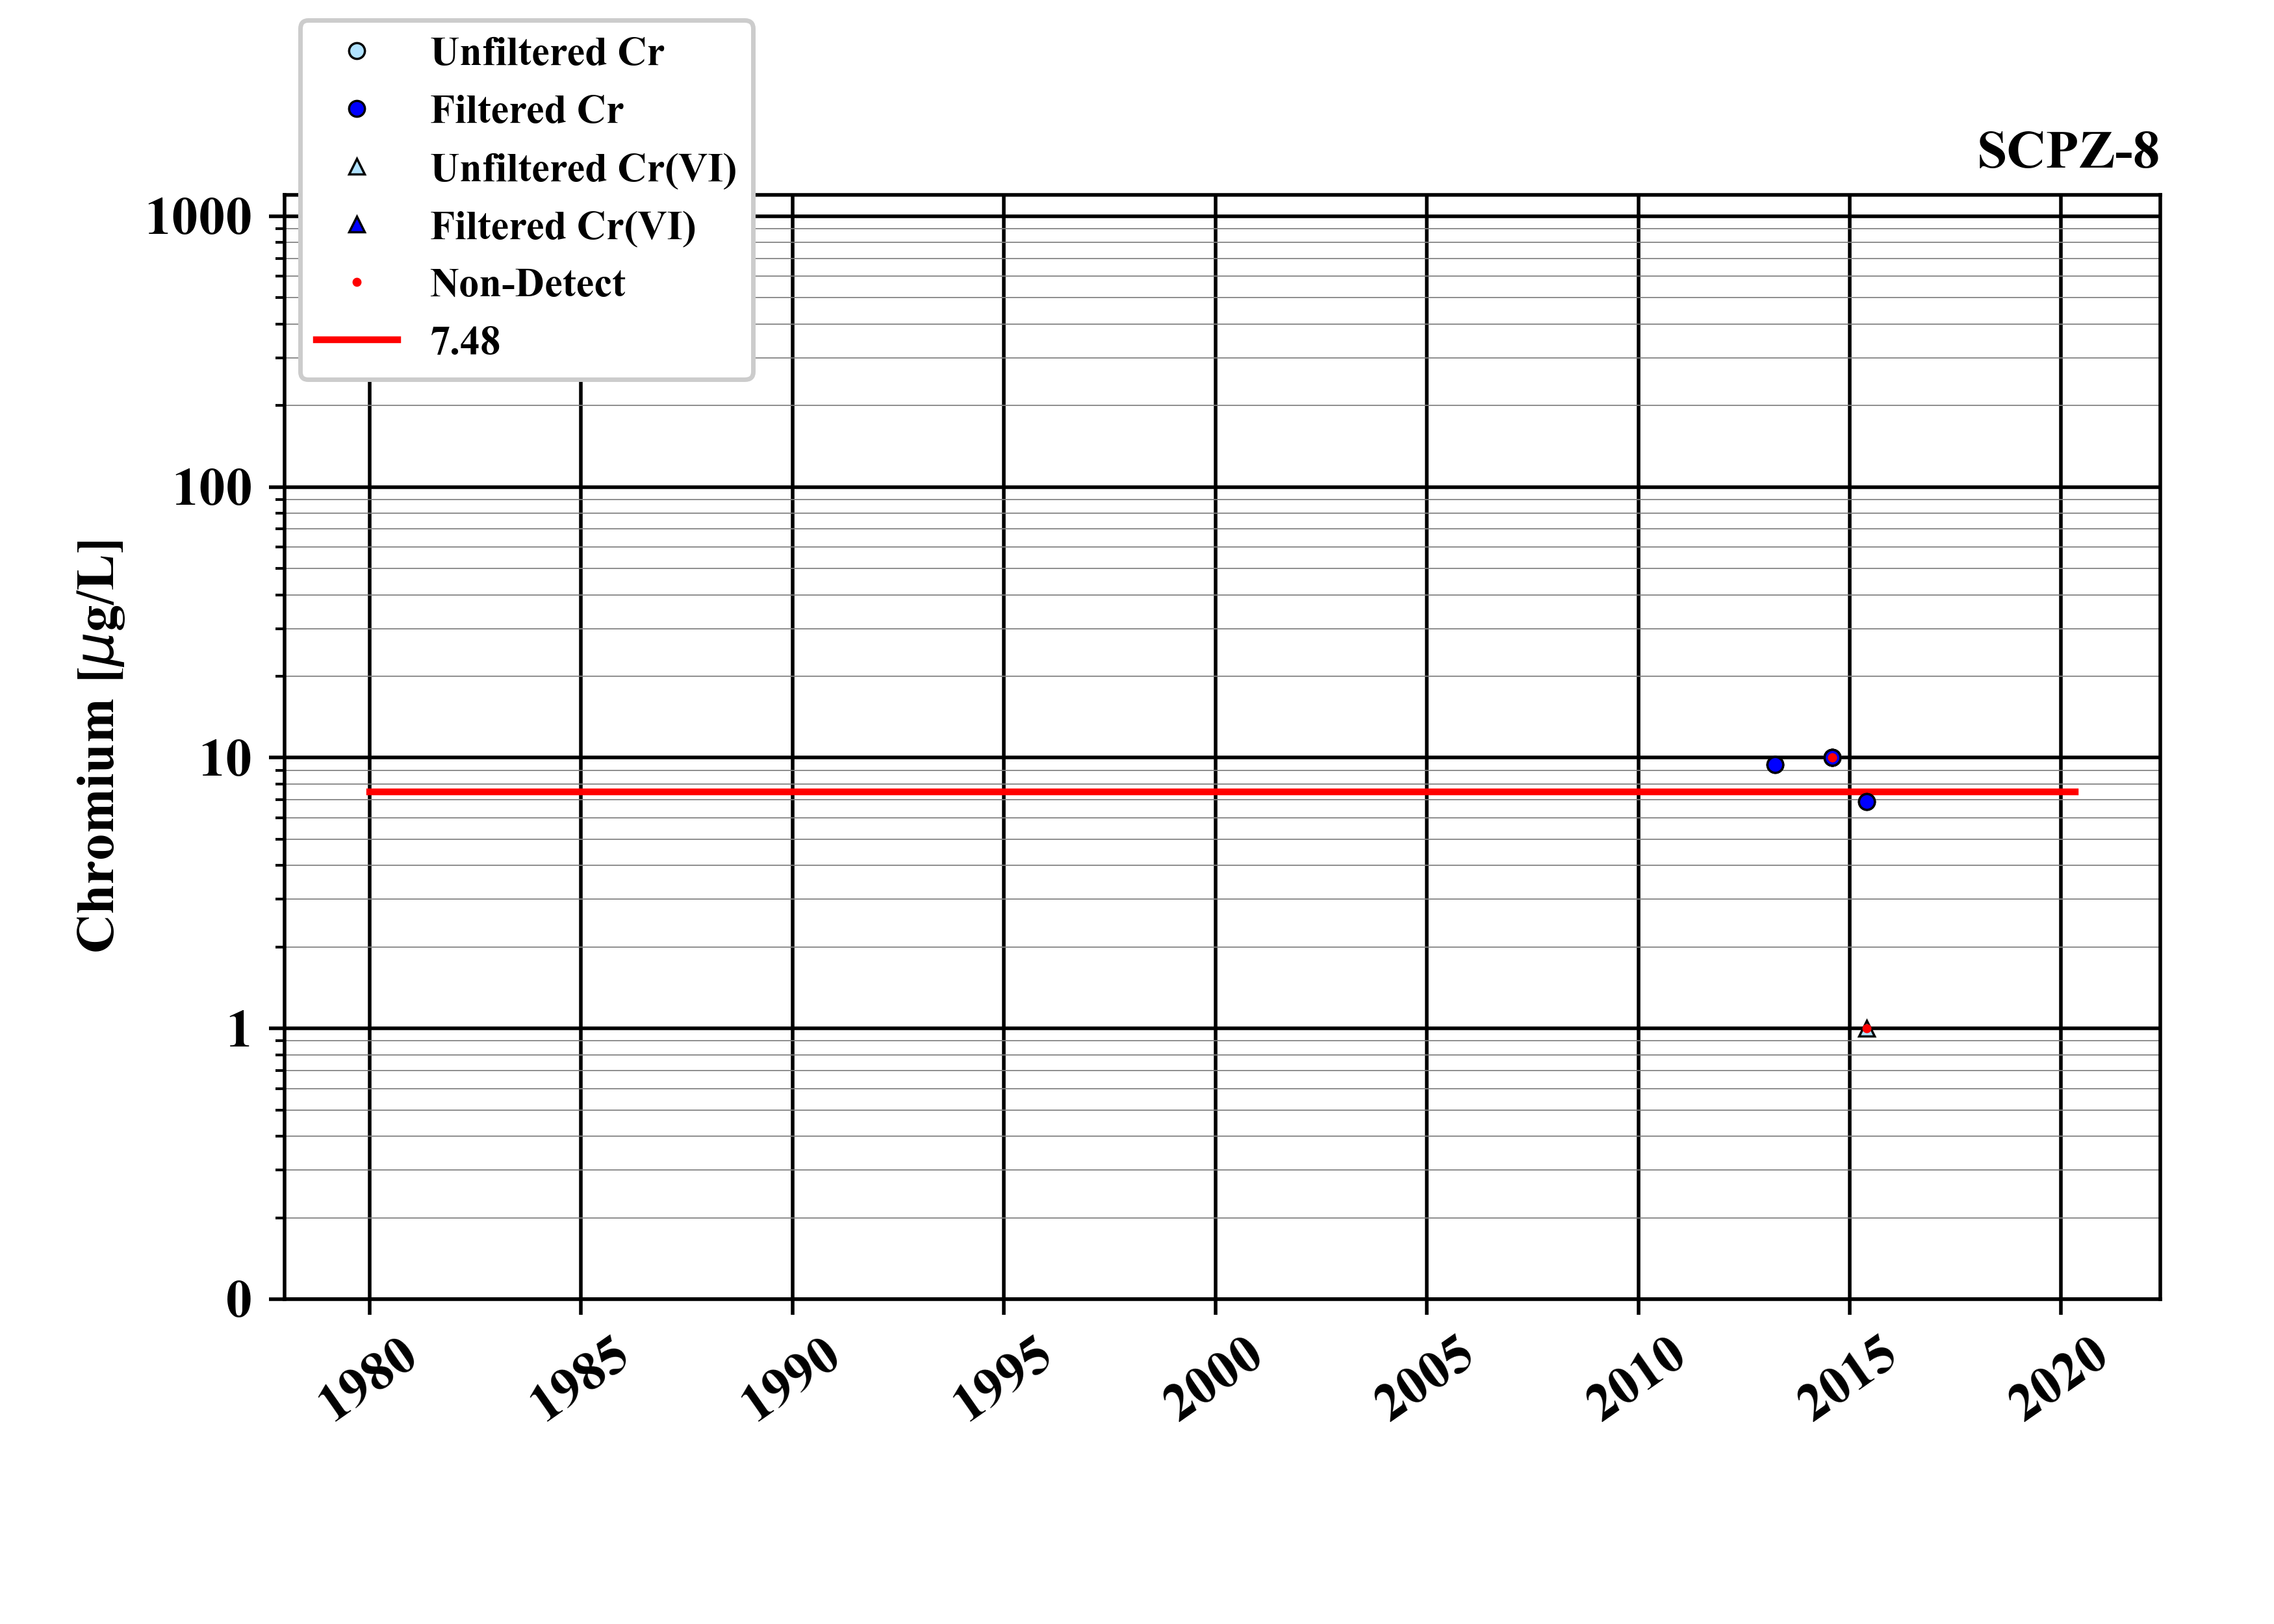 Unfiltered Cr
Filtered Cr
Unfiltered Cr(VI)
Filtered Cr(VI)
Non-Detect
7.48
SCPZ-8
1000
100
10
1
0
Chromium [μg/L]
1980
1985
1990
1995
2000
2005
2010
2015
2020